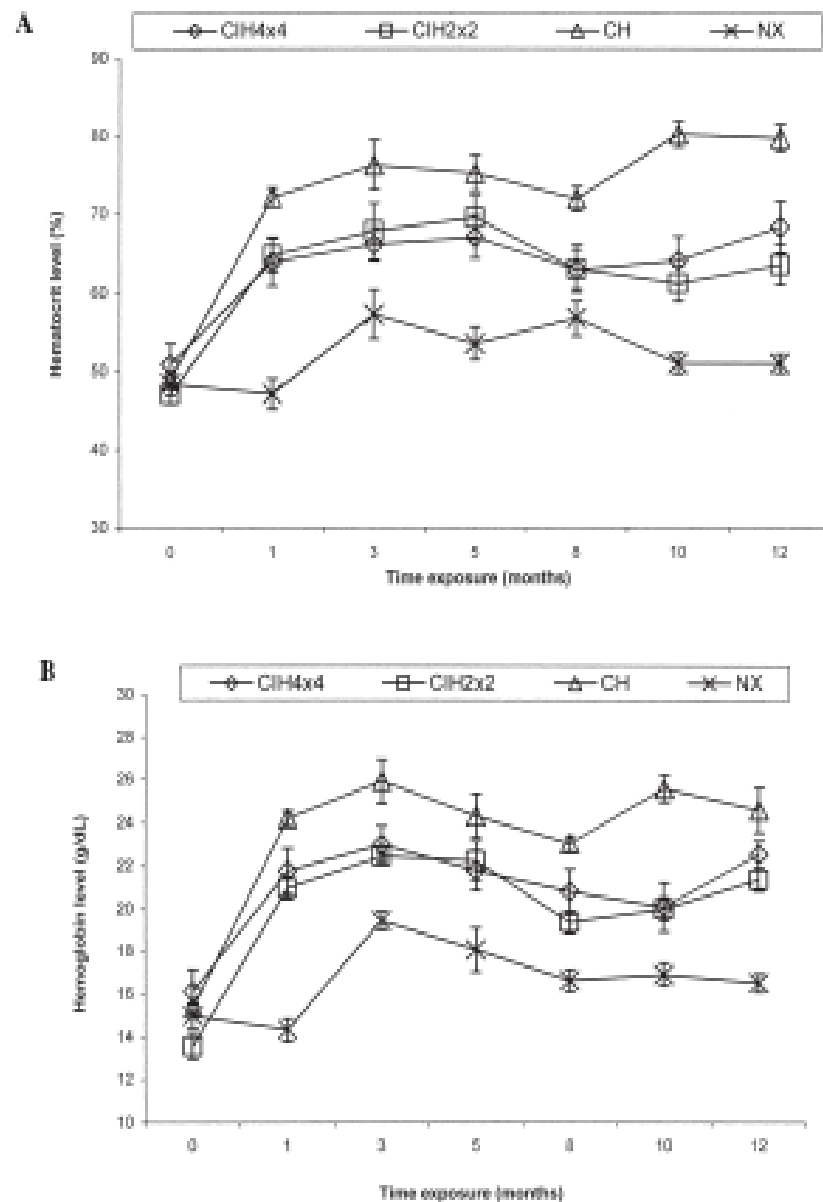 A
CIH4x4 CIH2x2 CH NX
90
80
70
60
50
40
30
Hematocrit level (%)
0 1 3 5 8 10 12
Time exposure (months)
B
CIH4x4 CIH2x2 CH NX
30
28
26
24
22
20
18
16
14
12
10
Hemoglobin level (g/dL)
0 1 3 5 8 10 12
Time exposure (months)